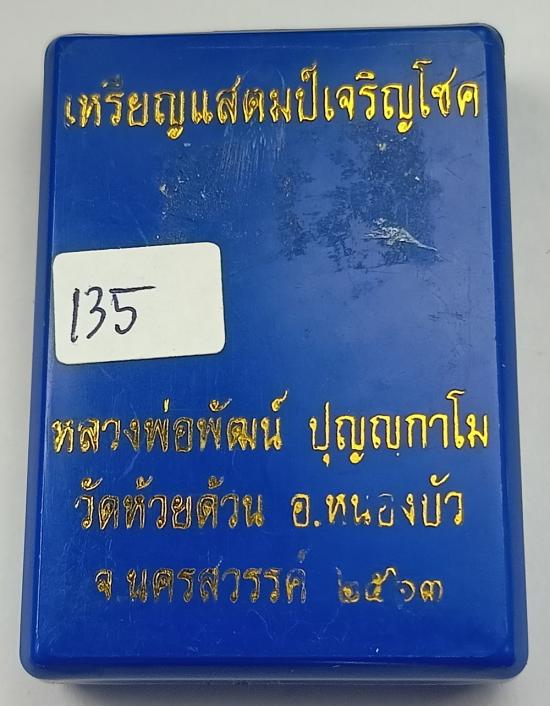 เหรียญแสตมป์เจริญโชค
135
หลวงพ่อพัฒน์ ปุญญกาโม
วัดห้วยด้วน อ.หนองบัว
จ.นครสวรรค์ ๒๕๖๓